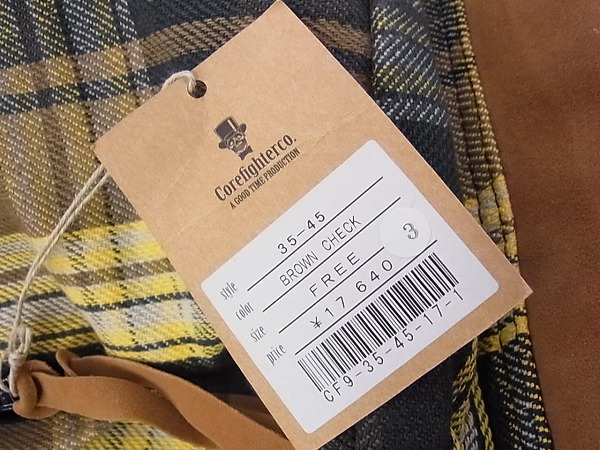 Corefighterco.
A GOOD TIME PRODUCTION
style 35-45
color BROWN CHECK
size FREE
price ¥17 640
3
CF9-35-45-17-1